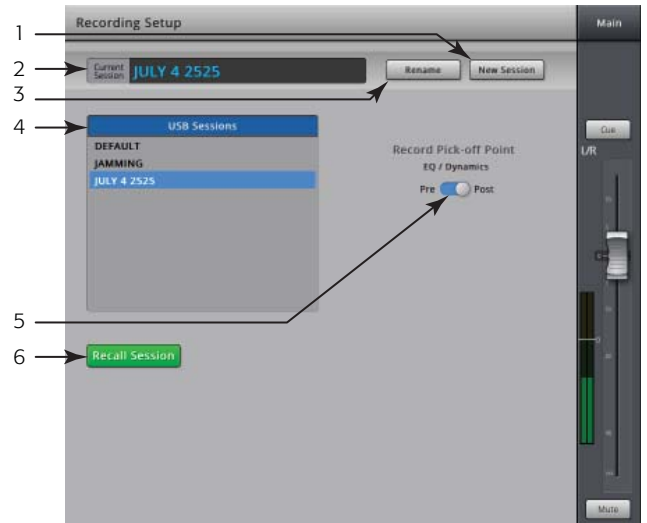 1
Recording Setup
Main
2
Current Session
JULY 4 2525
Rename
New Session
3
4
USB Sessions
DEFAULT
JAMMING
JULY 4 2525
Record Pick-off Point
EQ / Dynamics
Pre
Post
Cue
L/R
5
6
Recall Session
Mute